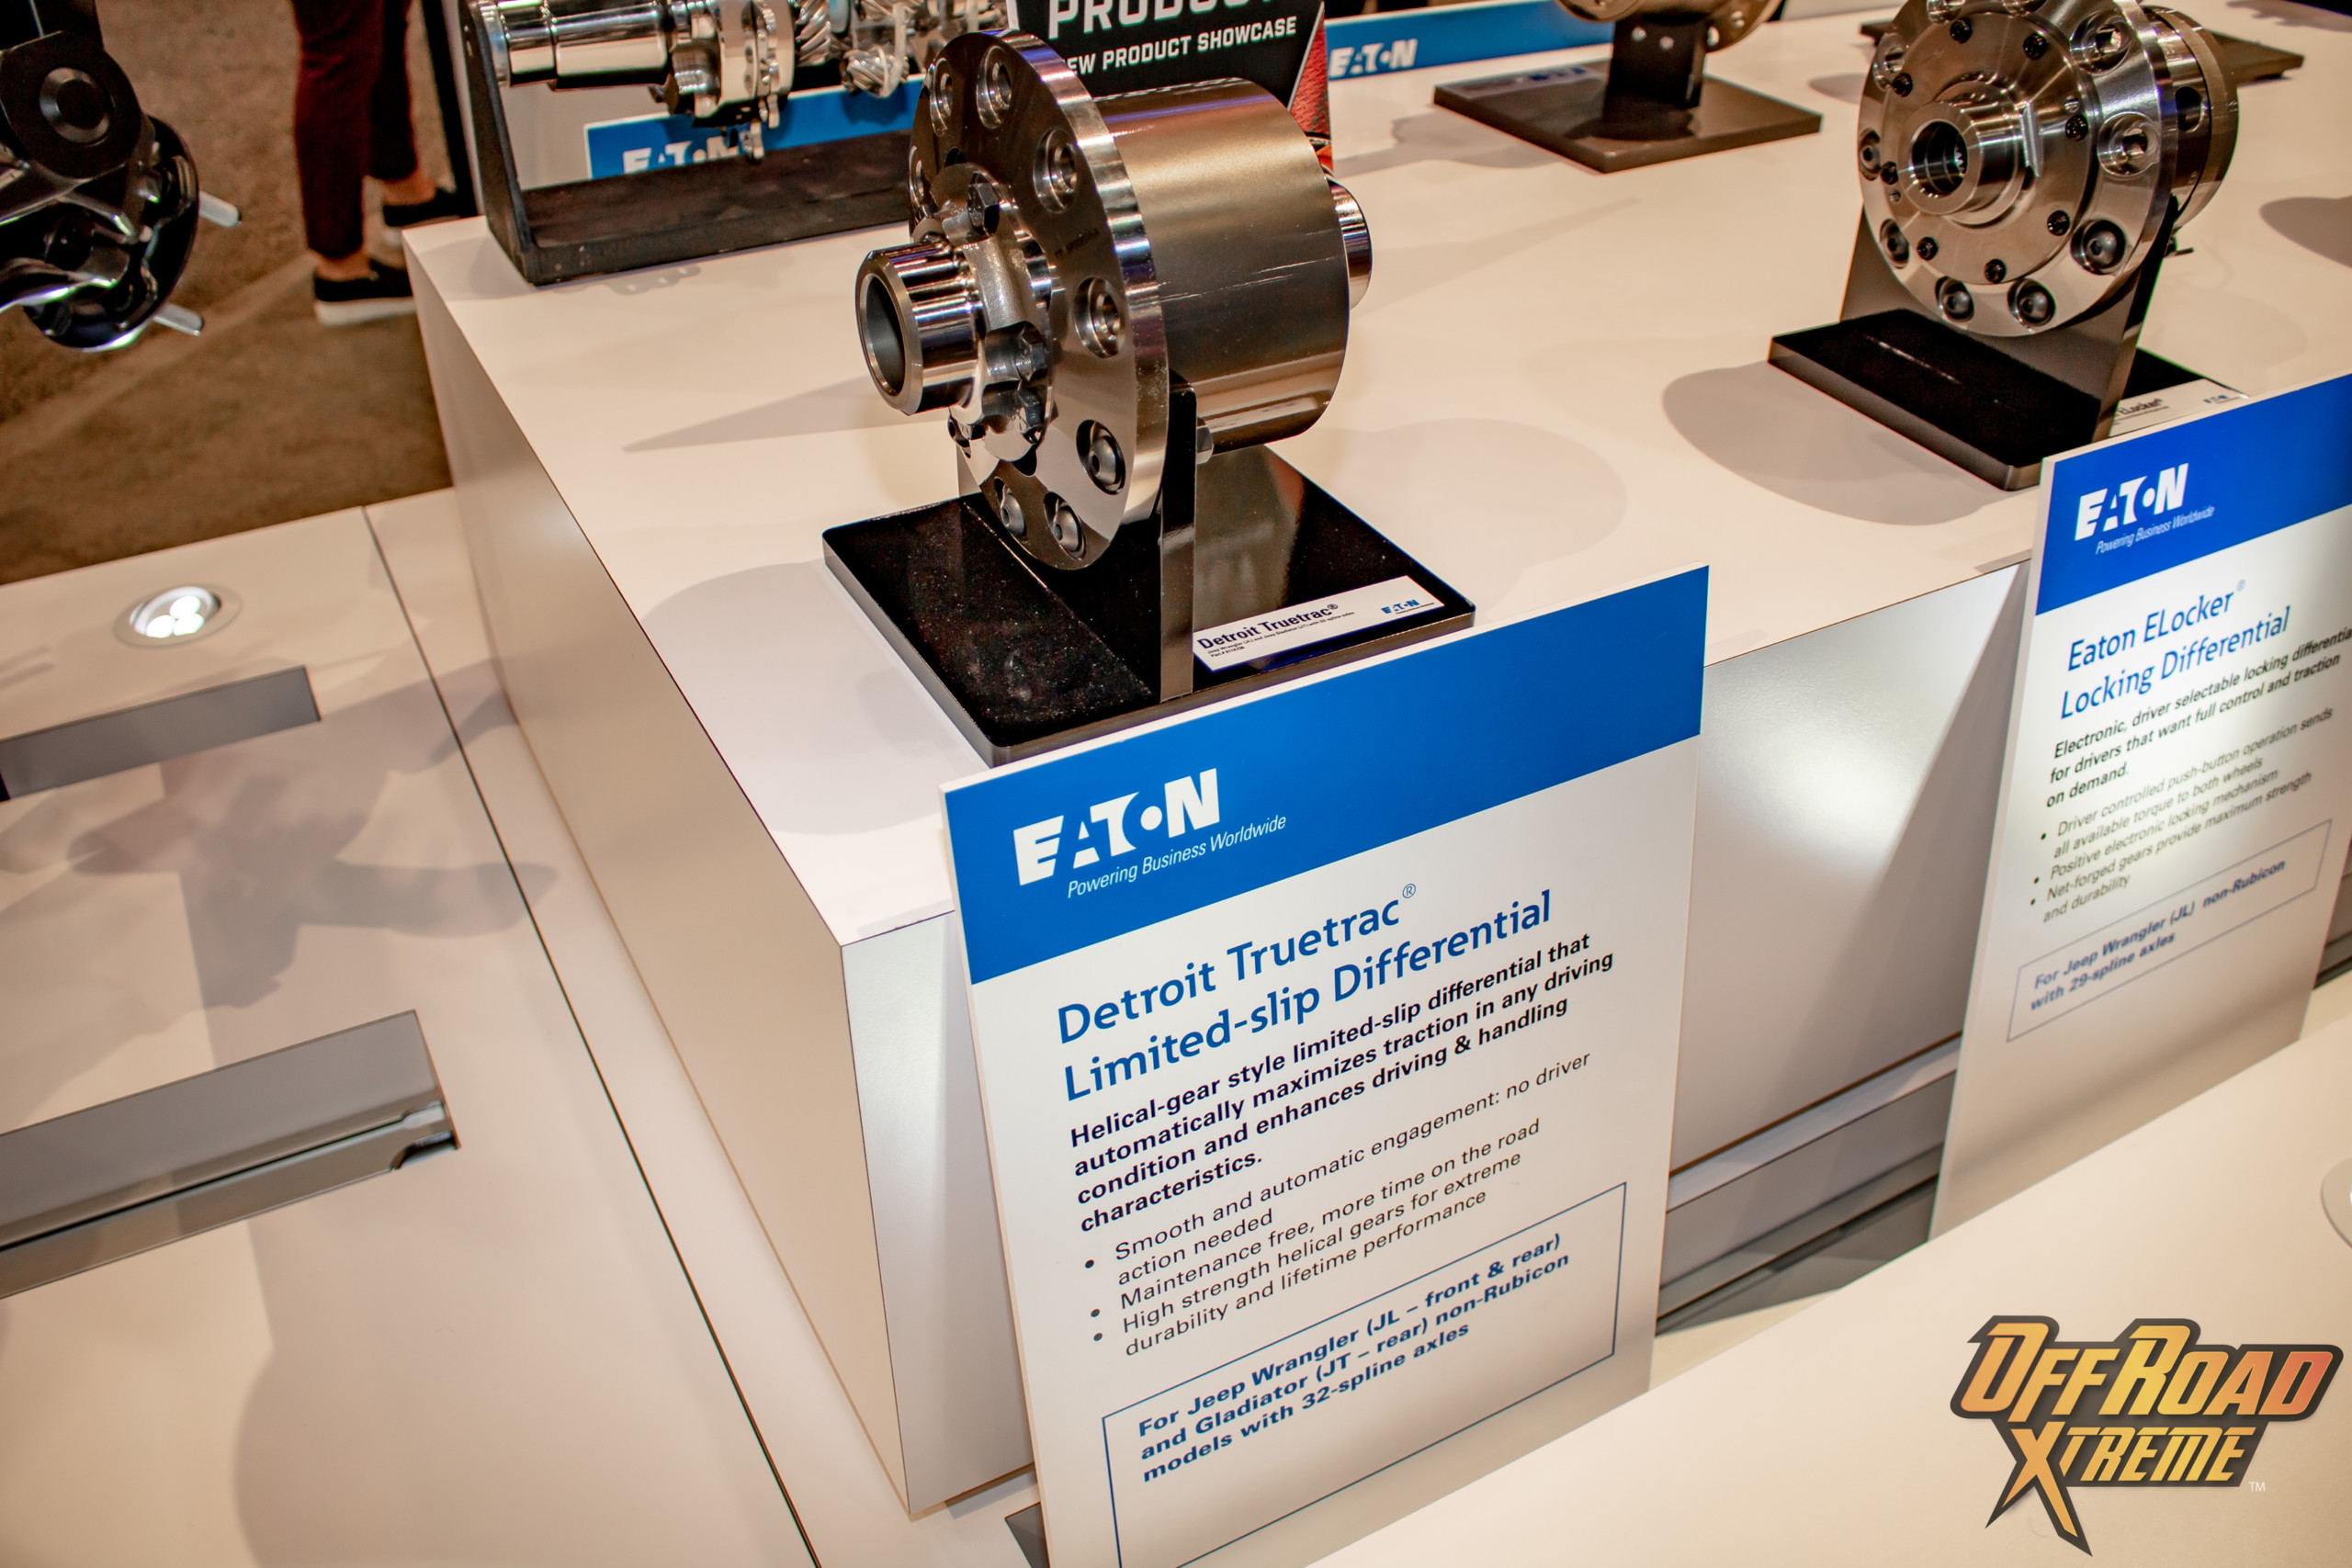 PRODUCT
NEW PRODUCT SHOWCASE
EATON
EATON
Detroit Truetrac®
EATON
ELocker®
EATON
EATON
Powering Business Worldwide
Detroit Truetrac®
Limited-slip Differential
Helical-gear style limited-slip differential that
automatically maximizes traction in any driving
condition and enhances driving & handling
characteristics.
• Smooth and automatic engagement: no driver
action needed
• Maintenance free, more time on the road
• High strength helical gears for extreme
durability and lifetime performance
For Jeep Wrangler (JL – front & rear)
and Gladiator (JT – rear) non-Rubicon
models with 32-spline axles
EATON
Powering Business Worldwide
Eaton ELocker®
Locking Differential
Electronic, driver selectable locking differential
for drivers that want full control and traction
on demand.
• Driver controlled push-button operation sends
all available torque to both wheels
• Positive electronic locking mechanism
• Net-forged gears provide maximum strength
and durability
For Jeep Wrangler (JL) non-Rubicon
with 29-spline axles
OFFROAD
XTREME
TM